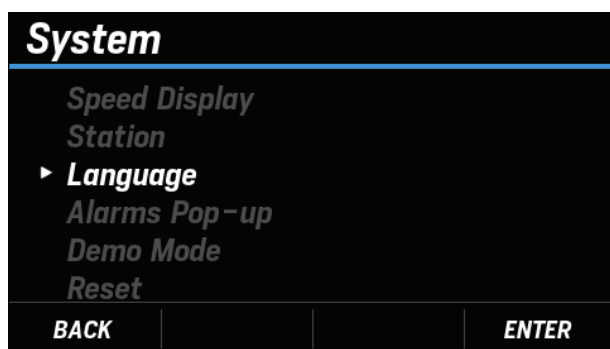 System
Speed Display
Station
Language
Alarms Pop-up
Demo Mode
Reset
BACK
ENTER